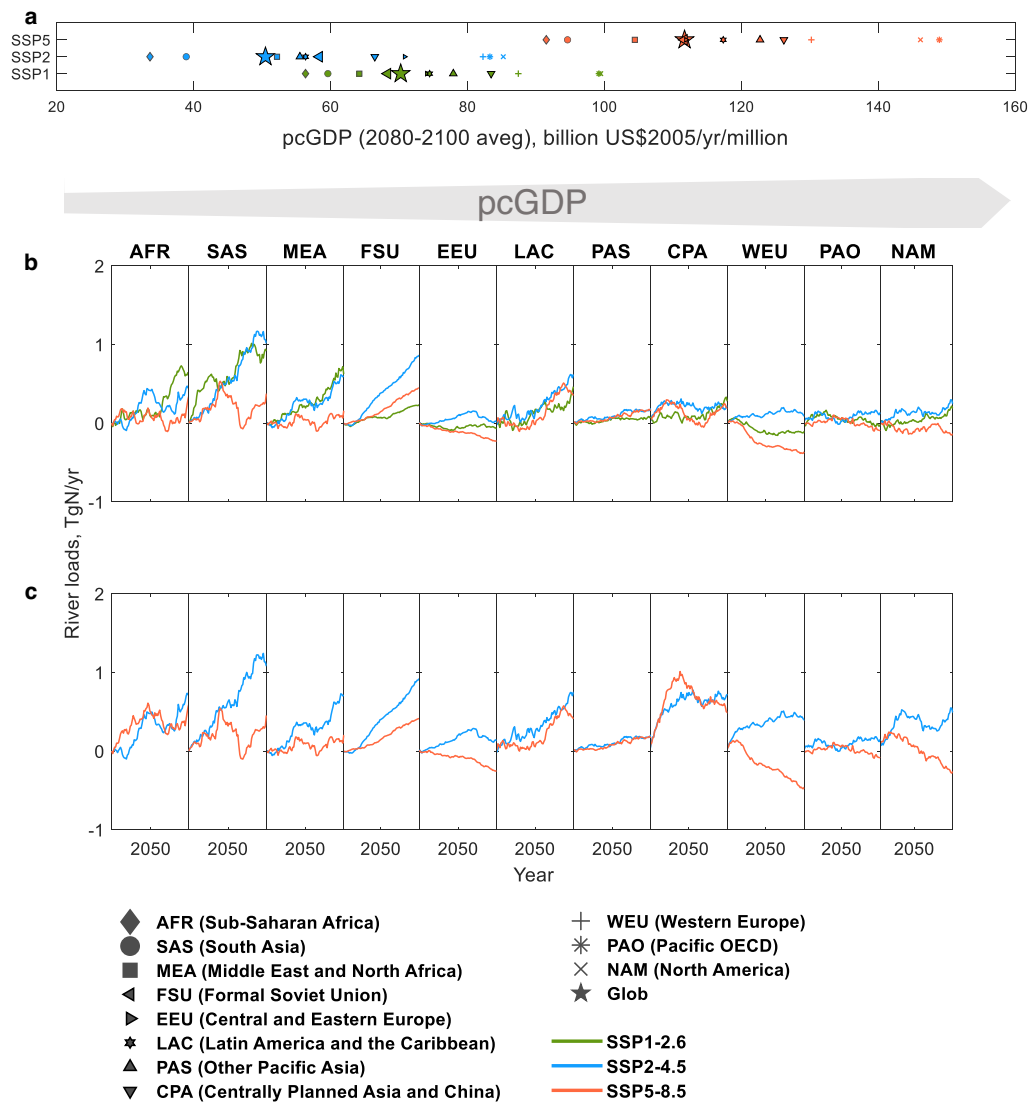 a
SSP5
SSP2
SSP1
20 40 60 80 100 120 140 160
pcGDP (2080-2100 aveg), billion US$2005/yr/million
pcGDP
AFR SAS MEA FSU EEU LAC PAS CPA WEU PAO NAM
b
2
1
0
-1
River loads, TgN/yr
c
2
1
0
-1
2050 2050 2050 2050 2050 2050 2050 2050 2050 2050 2050
Year
AFR (Sub-Saharan Africa)
SAS (South Asia)
MEA (Middle East and North Africa)
FSU (Formal Soviet Union)
EEU (Central and Eastern Europe)
LAC (Latin America and the Caribbean)
PAS (Other Pacific Asia)
CPA (Centrally Planned Asia and China)
WEU (Western Europe)
PAO (Pacific OECD)
NAM (North America)
Glob
SSP1-2.6
SSP2-4.5
SSP5-8.5